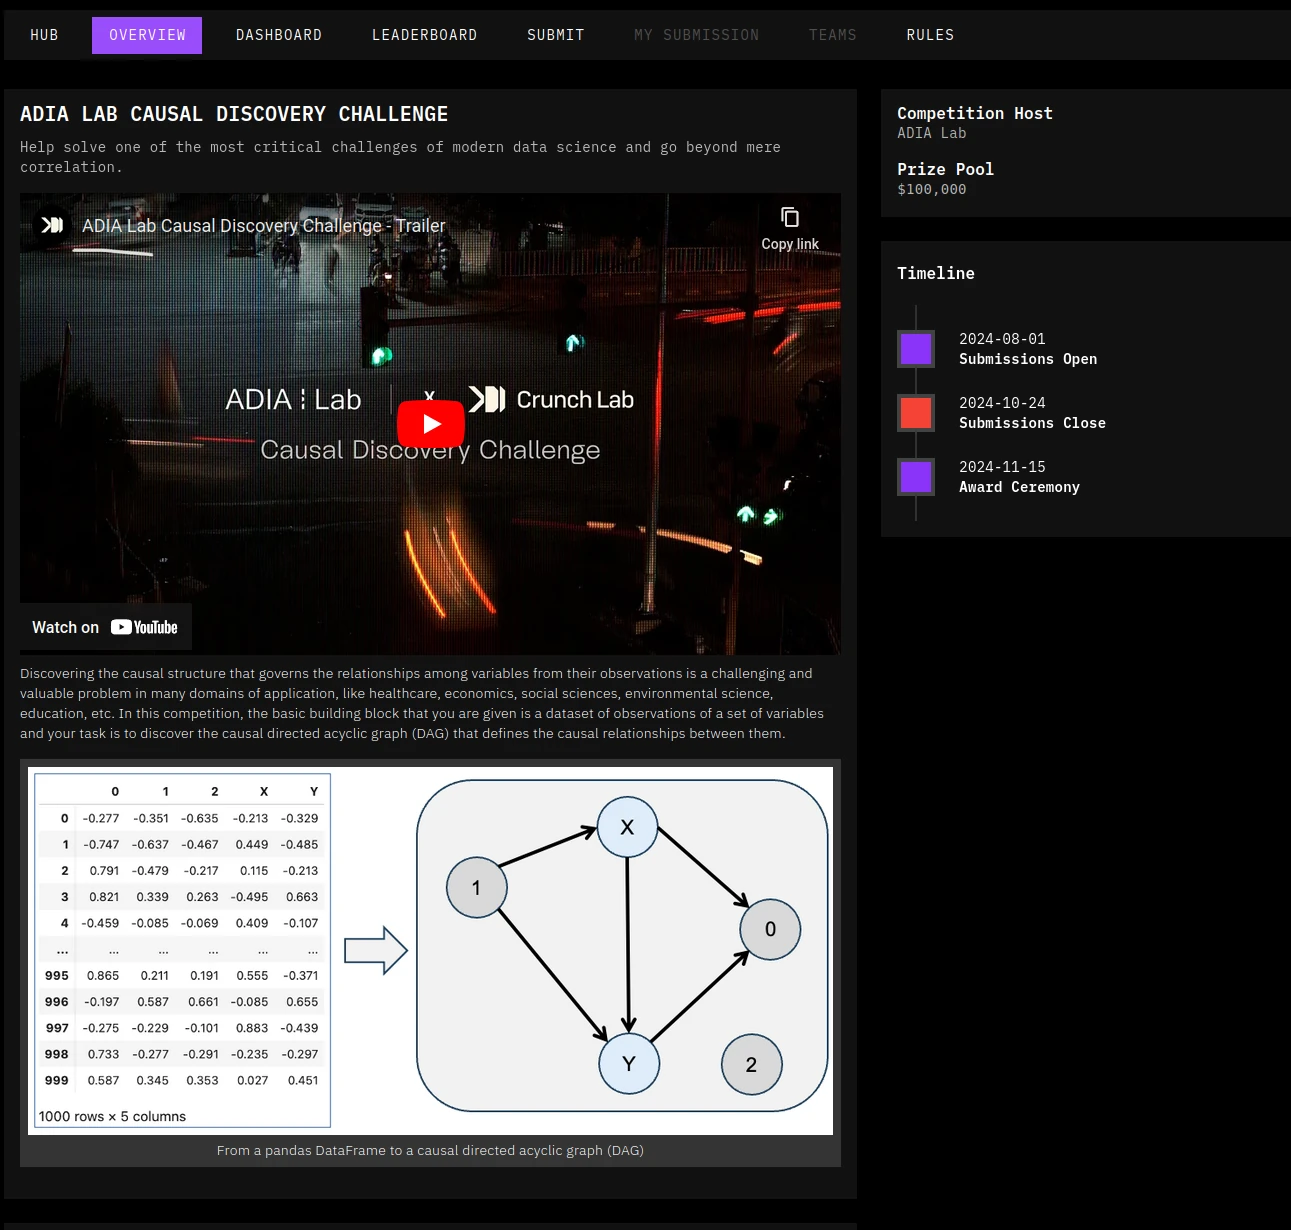 HUB OVERVIEW DASHBOARD LEADERBOARD SUBMIT MY SUBMISSION TEAMS RULES
ADIA LAB CAUSAL DISCOVERY CHALLENGE
Help solve one of the most critical challenges of modern data science and go beyond mere
correlation.
ADIA Lab Causal Discovery Challenge - Trailer
Copy link
ADIA Lab X Crunch Lab
Causal Discovery Challenge
Watch on YouTube
Discovering the causal structure that governs the relationships among variables from their observations is a challenging and
valuable problem in many domains of application, like healthcare, economics, social sciences, environmental science,
education, etc. In this competition, the basic building block that you are given is a dataset of observations of a set of variables
and your task is to discover the causal directed acyclic graph (DAG) that defines the causal relationships between them.
0 1 2 X Y
0 -0.277 -0.351 -0.635 -0.213 -0.329
1 -0.747 -0.637 -0.467 0.449 -0.485
2 0.791 -0.479 -0.217 0.115 -0.213
3 0.821 0.339 0.263 -0.495 0.663
4 -0.459 -0.085 -0.069 0.409 -0.107
... ... ... ... ... ...
995 0.865 0.211 0.191 0.555 -0.371
996 -0.197 0.587 0.661 -0.085 0.655
997 -0.275 -0.229 -0.101 0.883 -0.439
998 0.733 -0.277 -0.291 -0.235 -0.297
999 0.587 0.345 0.353 0.027 0.451
1000 rows × 5 columns
X
1
0
Y
2
From a pandas DataFrame to a causal directed acyclic graph (DAG)
Competition Host
ADIA Lab
Prize Pool
$100,000
Timeline
2024-08-01
Submissions Open
2024-10-24
Submissions Close
2024-11-15
Award Ceremony